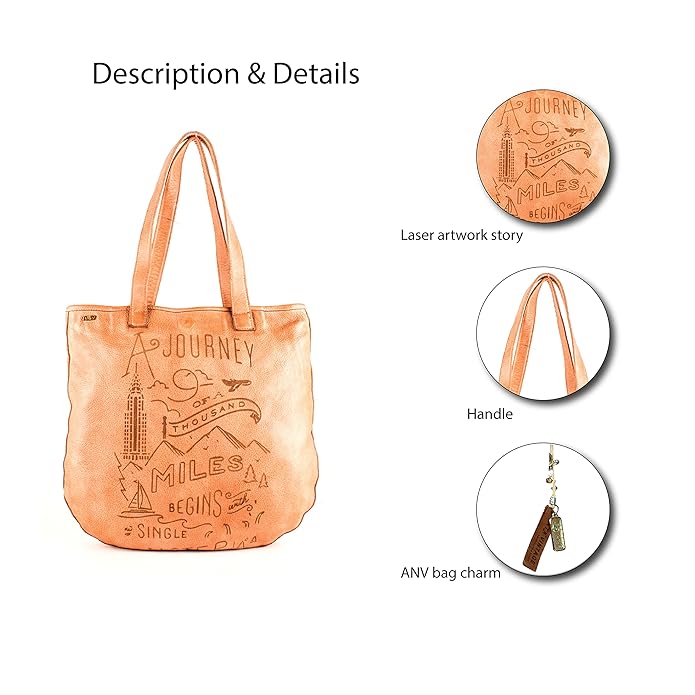 Description & Details
A JOURNEY
OF A
THOUSAND
MILES
BEGINS with
a
SINGLE
A JOURNEY
OF A
THOUSAND
MILES
BEGINS
Laser artwork story
Handle
ANV bag charm